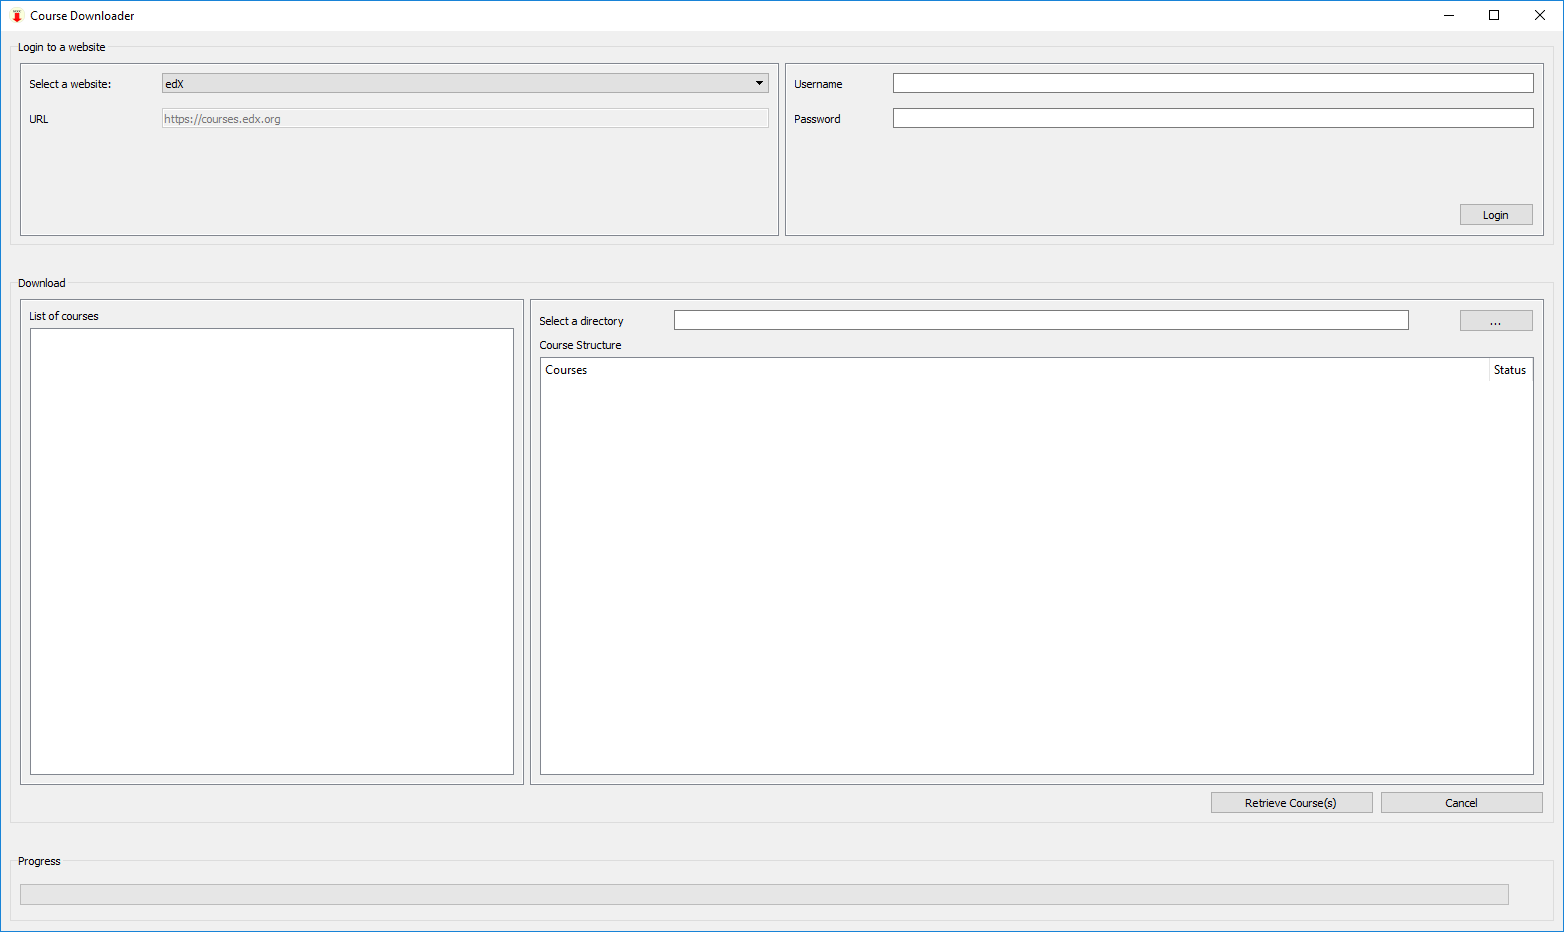 Course Downloader
Login to a website
Select a website:
edX
URL
https://courses.edx.org
Username
Password
Login
Download
List of courses
Select a directory
...
Course Structure
Courses
Status
Retrieve Course(s)
Cancel
Progress